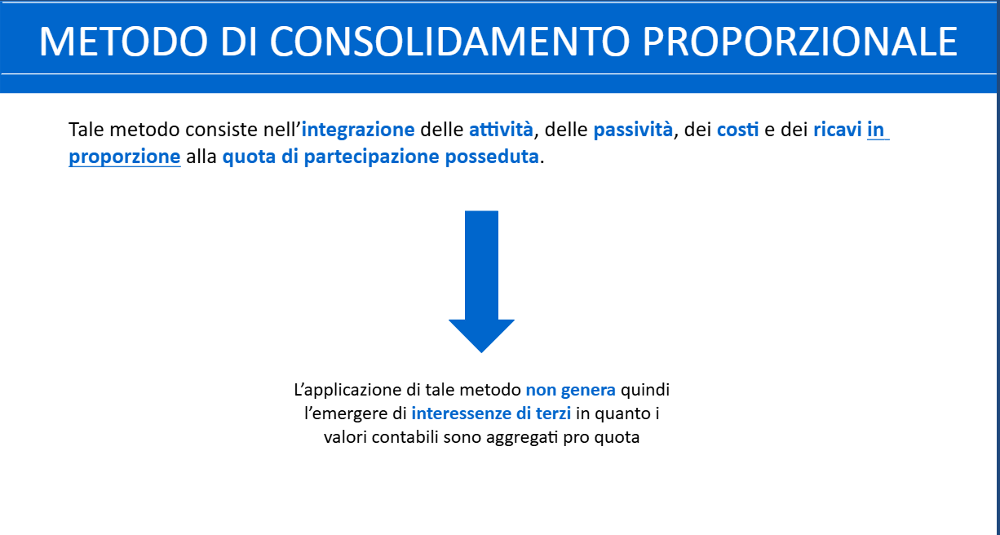 METODO DI CONSOLIDAMENTO PROPORZIONALE
Tale metodo consiste nell’integrazione delle attività, delle passività, dei costi e dei ricavi in
proporzione alla quota di partecipazione posseduta.
L’applicazione di tale metodo non genera quindi
l’emergere di interessenze di terzi in quanto i
valori contabili sono aggregati pro quota